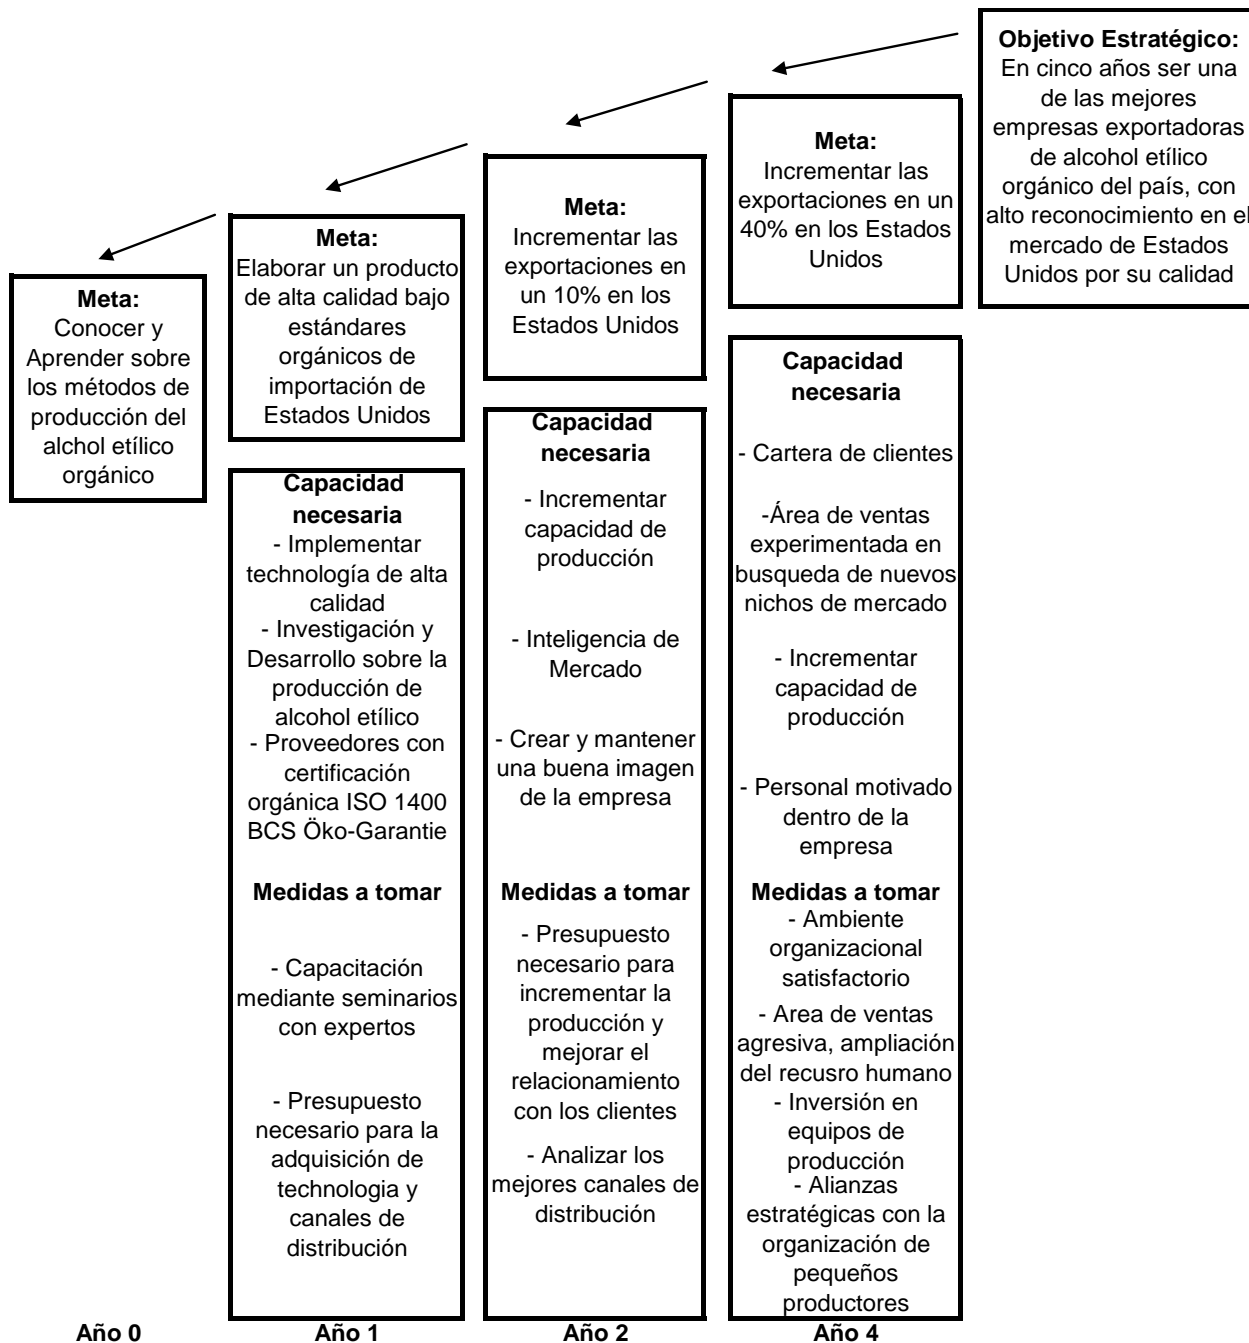 Objetivo Estratégico:
En cinco años ser una
de las mejores
empresas exportadoras
de alcohol etílico
orgánico del país, con
alto reconocimiento en el
mercado de Estados
Unidos por su calidad
Meta:
Incrementar las
exportaciones en un
40% en los Estados
Unidos
Meta:
Incrementar las
exportaciones en
un 10% en los
Estados Unidos
Meta:
Elaborar un producto
de alta calidad bajo
estándares
orgánicos de
importación de
Estados Unidos
Meta:
Conocer y
Aprender sobre
los métodos de
producción del
alchol etílico
orgánico
Capacidad
necesaria
- Implementar
technología de alta
calidad
- Investigación y
Desarrollo sobre la
producción de
alcohol etílico
- Proveedores con
certificación
orgánica ISO 1400
BCS Öko-Garantie
Medidas a tomar
- Capacitación
mediante seminarios
con expertos
- Presupuesto
necesario para la
adquisición de
technologia y
canales de
distribución
Capacidad
necesaria
- Incrementar
capacidad de
producción
- Inteligencia de
Mercado
- Crear y mantener
una buena imagen
de la empresa
Medidas a tomar
- Presupuesto
necesario para
incrementar la
producción y
mejorar el
relacionamiento
con los clientes
- Analizar los
mejores canales de
distribución
Capacidad
necesaria
- Cartera de clientes
-Área de ventas
experimentada en
busqueda de nuevos
nichos de mercado
- Incrementar
capacidad de
producción
- Personal motivado
dentro de la
empresa
Medidas a tomar
- Ambiente
organizacional
satisfactorio
- Area de ventas
agresiva, ampliación
del recusro humano
- Inversión en
equipos de
producción
- Alianzas
estratégicas con la
organización de
pequeños
productores
Año 0
Año 1
Año 2
Año 4